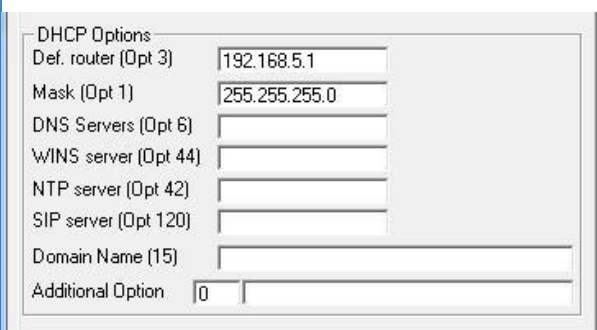 DHCP Options
Def. router (Opt 3) 192.168.5.1
Mask (Opt 1) 255.255.255.0
DNS Servers (Opt 6)
WINS server (Opt 44)
NTP server (Opt 42)
SIP server (Opt 120)
Domain Name (15)
Additional Option 0